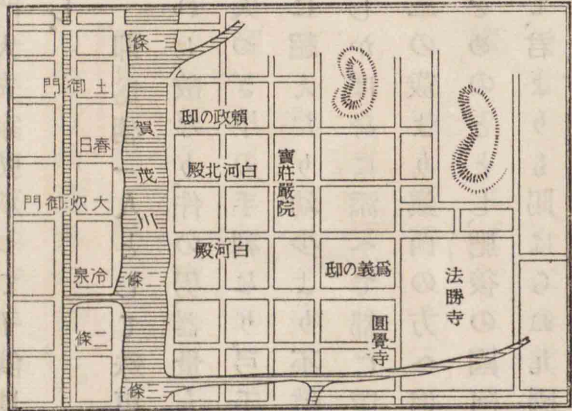 一條
土御門
賀茂川
春日
大炊御門
冷泉
二條
二條
三條
賴政の邸
白河北殿
寶莊嚴院
白河殿
爲義の邸
法勝寺
圓覺寺